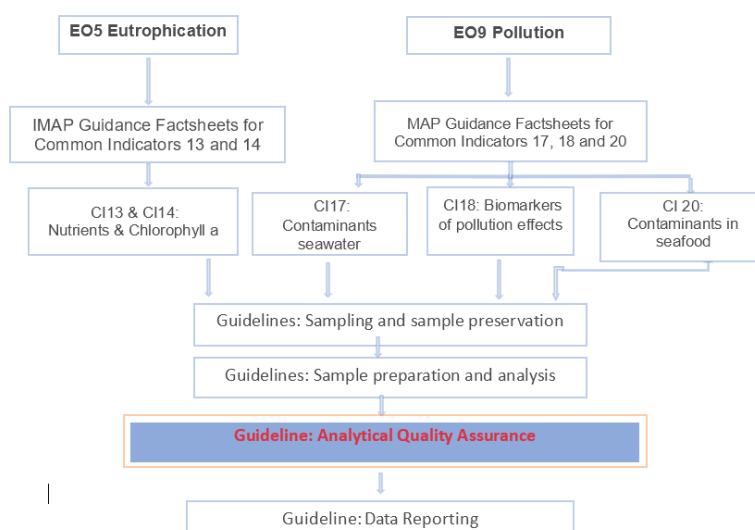 EO5 Eutrophication
EO9 Pollution
IMAP Guidance Factsheets for
Common Indicators 13 and 14
MAP Guidance Factsheets for
Common Indicators 17, 18 and 20
CI13 & CI14:
Nutrients & Chlorophyll a
CI17:
Contaminants
seawater
CI18: Biomarkers
of pollution effects
CI 20:
Contaminants in
seafood
Guidelines: Sampling and sample preservation
Guidelines: Sample preparation and analysis
Guideline: Analytical Quality Assurance
Guideline: Data Reporting